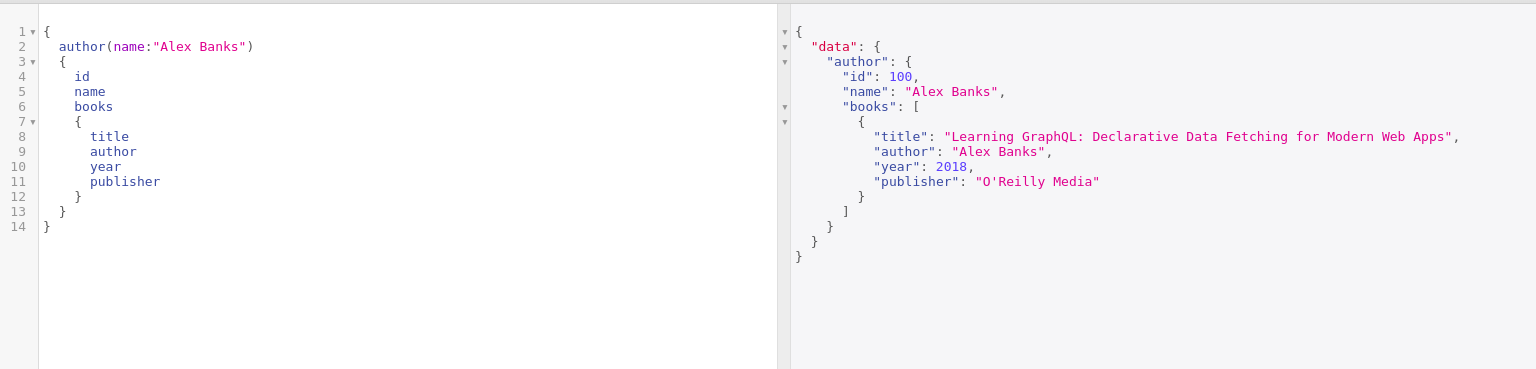 1 {
2   author(name:"Alex Banks")
3   {
4     id
5     name
6     books
7     {
8       title
9       author
10       year
11       publisher
12     }
13   }
14 }
{
  "data": {
    "author": {
      "id": 100,
      "name": "Alex Banks",
      "books": [
        {
          "title": "Learning GraphQL: Declarative Data Fetching for Modern Web Apps",
          "author": "Alex Banks",
          "year": 2018,
          "publisher": "O'Reilly Media"
        }
      ]
    }
  }
}